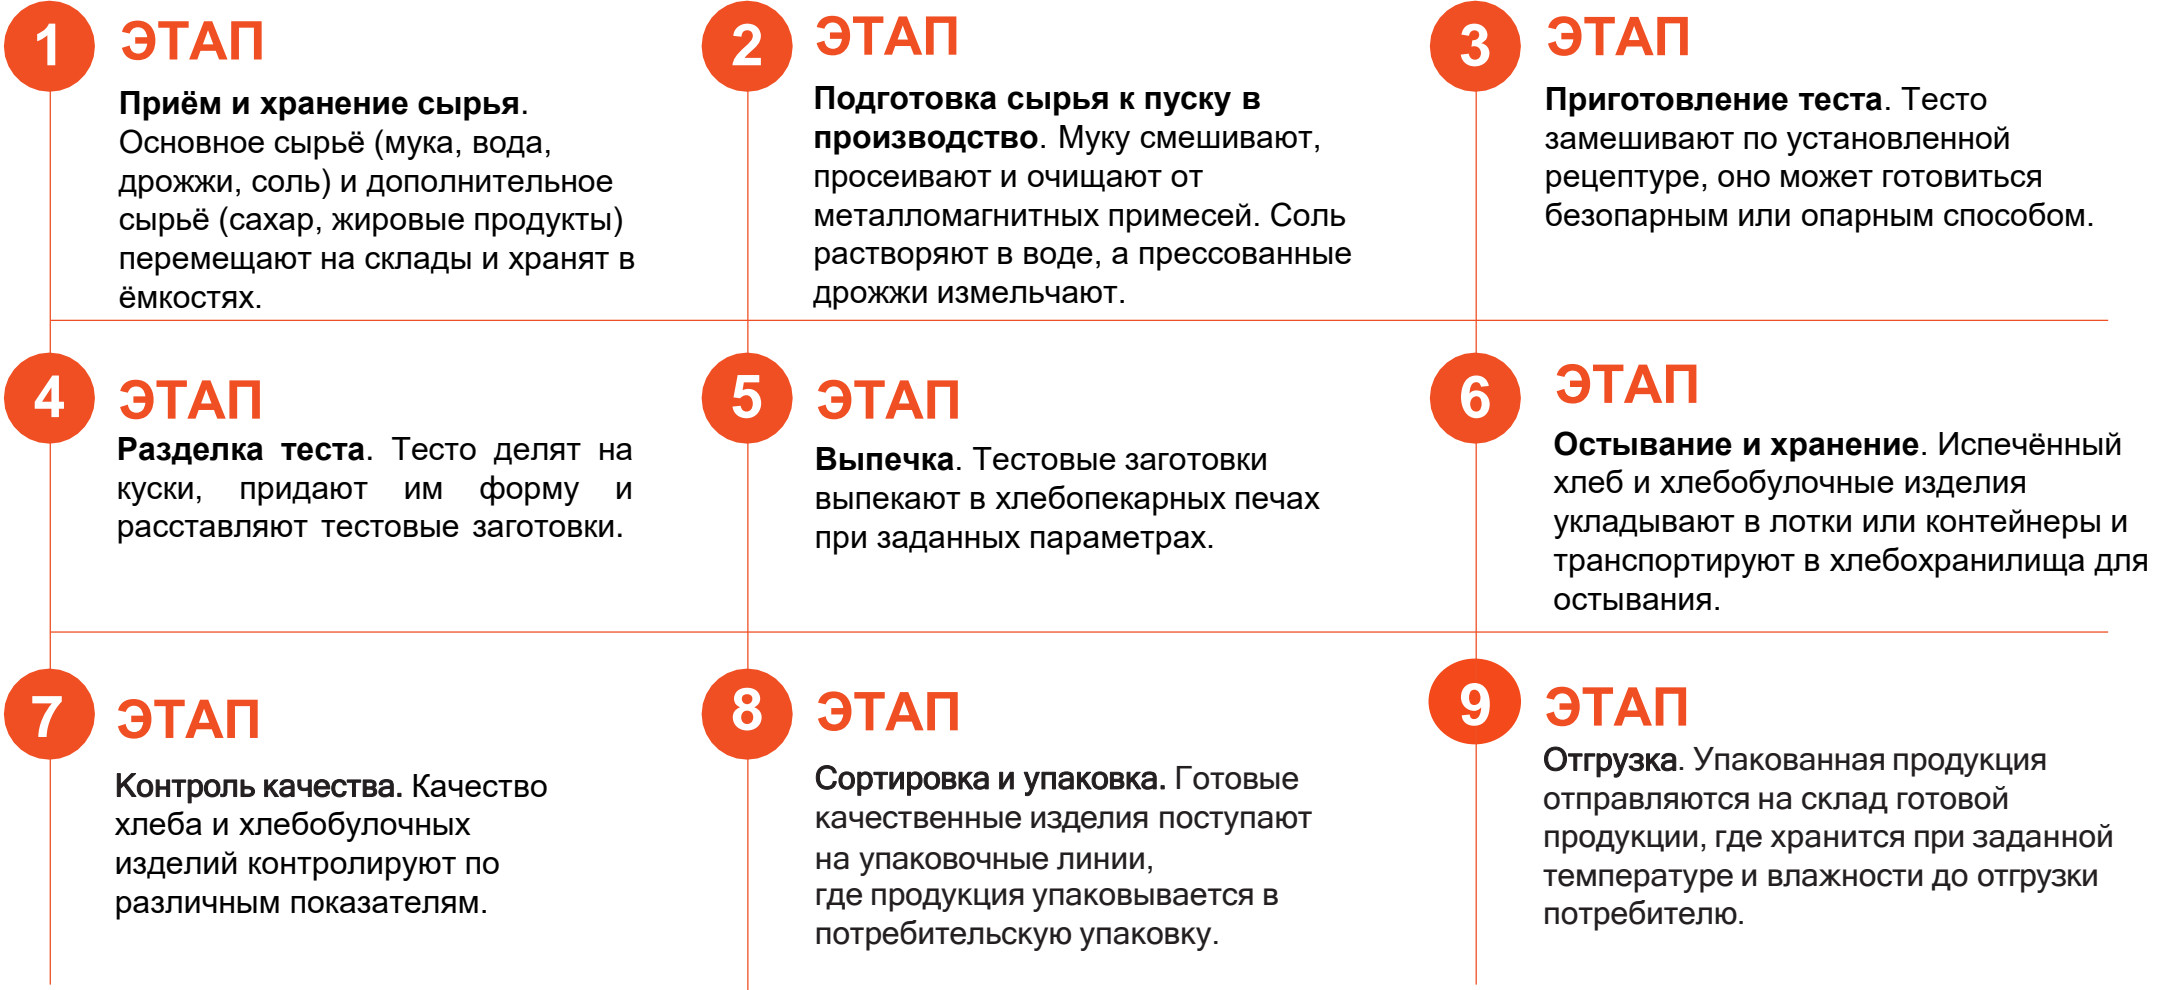 1
ЭТАП
Приём и хранение сырья.
Основное сырьё (мука, вода,
дрожжи, соль) и дополнительное
сырьё (сахар, жировые продукты)
перемещают на склады и хранят в
ёмкостях.
2
ЭТАП
Подготовка сырья к пуску в
производство. Муку смешивают,
просеивают и очищают от
металломагнитных примесей. Соль
растворяют в воде, а прессованные
дрожжи измельчают.
3
ЭТАП
Приготовление теста. Тесто
замешивают по установленной
рецептуре, оно может готовиться
безопарным или опарным способом.
4
ЭТАП
Разделка теста. Тесто делят на
куски, придают им форму и
расставляют тестовые заготовки.
5
ЭТАП
Выпечка. Тестовые заготовки
выпекают в хлебопекарных печах
при заданных параметрах.
6
ЭТАП
Остывание и хранение. Испечённый
хлеб и хлебобулочные изделия
укладывают в лотки или контейнеры и
транспортируют в хлебохранилища для
остывания.
7
ЭТАП
Контроль качества. Качество
хлеба и хлебобулочных
изделий контролируют по
различным показателям.
8
ЭТАП
Сортировка и упаковка. Готовые
качественные изделия поступают
на упаковочные линии,
где продукция упаковывается в
потребительскую упаковку.
9
ЭТАП
Отгрузка. Упакованная продукция
отправляются на склад готовой
продукции, где хранится при заданной
температуре и влажности до отгрузки
потребителю.